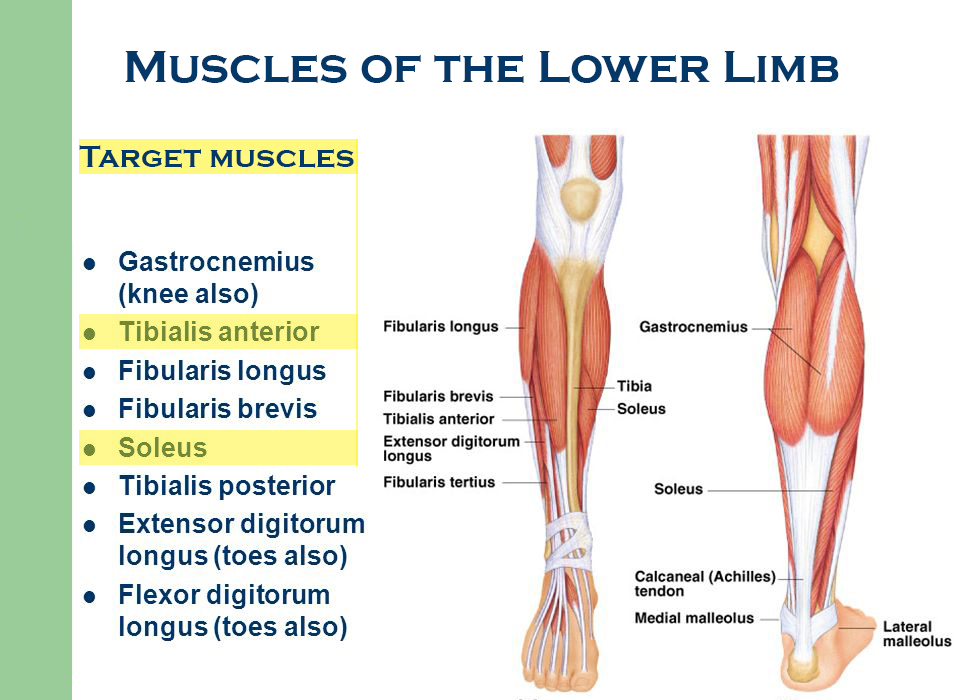 Muscles of the Lower Limb
Target muscles
Gastrocnemius
(knee also)
Tibialis anterior
Fibularis longus
Fibularis brevis
Soleus
Tibialis posterior
Extensor digitorum
longus (toes also)
Flexor digitorum
longus (toes also)
Fibularis longus
Fibularis brevis
Tibialis anterior
Extensor digitorum
longus
Fibularis tertius
Tibia
Soleus
Gastrocnemius
Soleus
Calcaneal (Achilles)
tendon
Medial malleolus
Lateral
malleolus